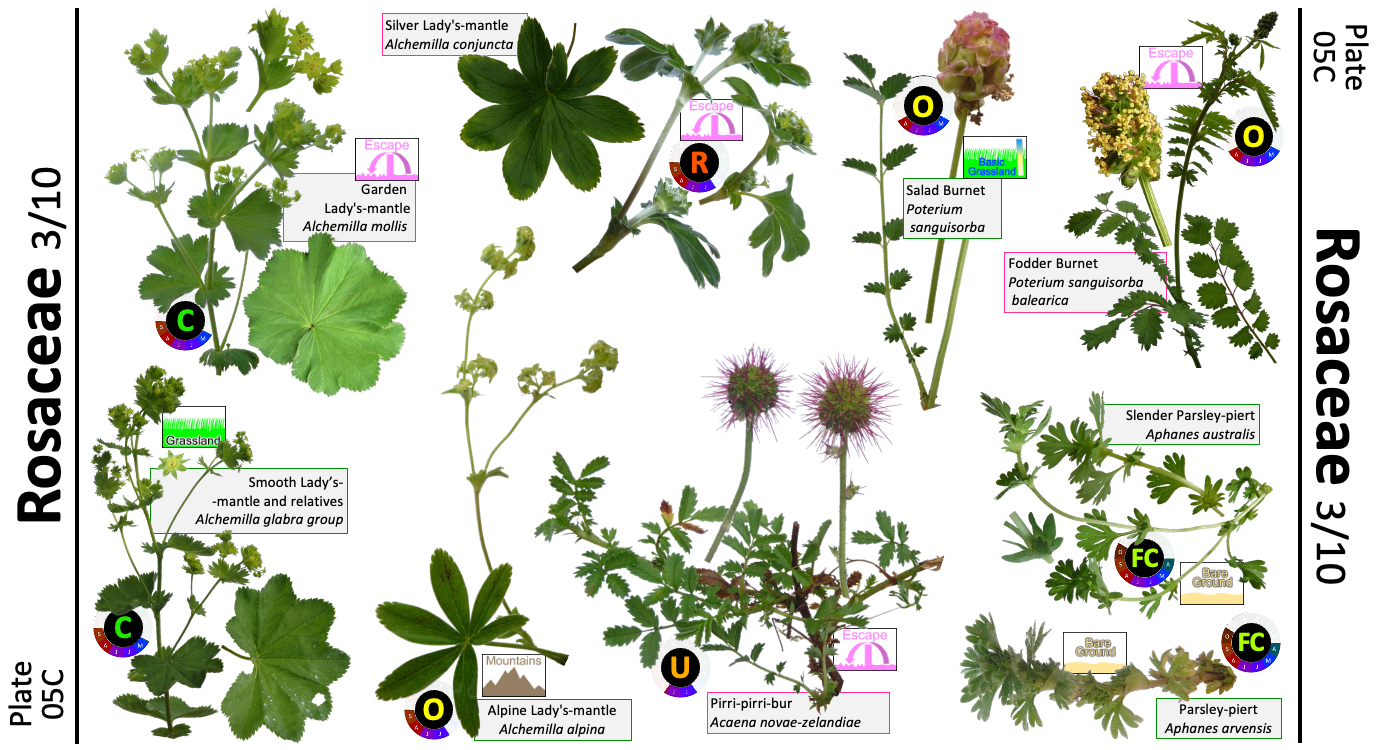 Rosaceae 3/10
Plate
05C
Silver Lady's-mantle
Alchemilla conjuncta
Escape
R
S A J J
Escape
Garden
Lady's-mantle
Alchemilla mollis
C
S A J J M
Grassland
Smooth Lady's-
-mantle and relatives
Alchemilla glabra group
C
S A J J M
Mountains
Alpine Lady's-mantle
Alchemilla alpina
O
S A J J
O
A J J M
Basic
Grassland
Salad Burnet
Poterium
sanguisorba
Escape
O
A J J M
Fodder Burnet
Poterium sanguisorba
balearica
Escape
U
J J
Pirri-pirri-bur
Acaena novae-zelandiae
Slender Parsley-piert
Aphanes australis
FC
O S A J J M A
Bare
Ground
Bare
Ground
FC
O S A J J M A
Parsley-piert
Aphanes arvensis
Plate
05C
Rosaceae 3/10